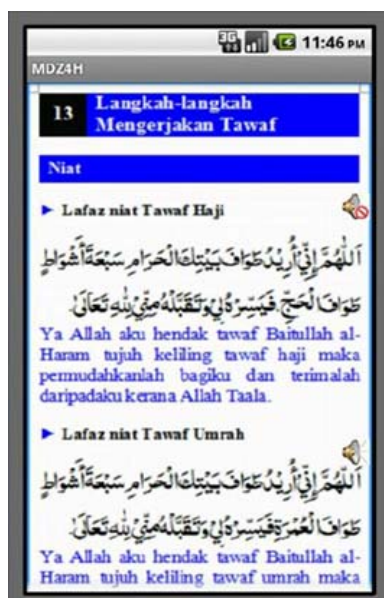 3G
11:46 PM
MDZ4H
13
Langkah-langkah
Mengerjakan Tawaf
Niat
► Lafaz niat Tawaf Haji
اَللّٰهُمَّ إِنِّيْ أُرِيْدُ طَوَافَ بَيْتِكَ الْحَرَامِ سَبْعَةَ أَشْوَاطٍ
طَوَافَ الْحَجِّ فَيَسِّرْهُ لِيْ وَتَقَبَّلْهُ مِنِّيْ لِلّٰهِ تَعَالَىٰ.
Ya Allah aku hendak tawaf Baitullah al-
Haram tujuh keliling tawaf haji maka
permudahkanlah bagiku dan terimalah
daripadaku kerana Allah Taala.
► Lafaz niat Tawaf Umrah
اَللّٰهُمَّ إِنِّيْ أُرِيْدُ طَوَافَ بَيْتِكَ الْحَرَامِ سَبْعَةَ أَشْوَاطٍ
طَوَافَ الْعُمْرَةِ فَيَسِّرْهُ لِيْ وَتَقَبَّلْهُ مِنِّيْ لِلّٰهِ تَعَالَىٰ.
Ya Allah aku hendak tawaf Baitullah al-
Haram tujuh keliling tawaf umrah maka